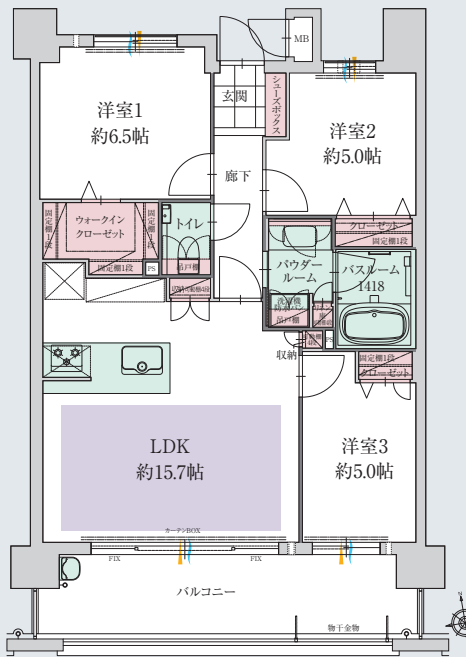 MB
洋室1
約6.5帖
玄関
シューズボックス
洋室2
約5.0帖
廊下
固定棚1段
ウォークイン
クローゼット
固定棚1段
固定棚1段
PS
トイレ
吊戸棚
クローゼット
固定棚1段
パウダー
ルーム
洗濯機
防水パン
吊戸棚
バスルーム
1418
収納
PS
固定棚1段
クローゼット
LDK
約15.7帖
洋室3
約5.0帖
カーテンBOX
FIX
FIX
バルコニー
物干金物